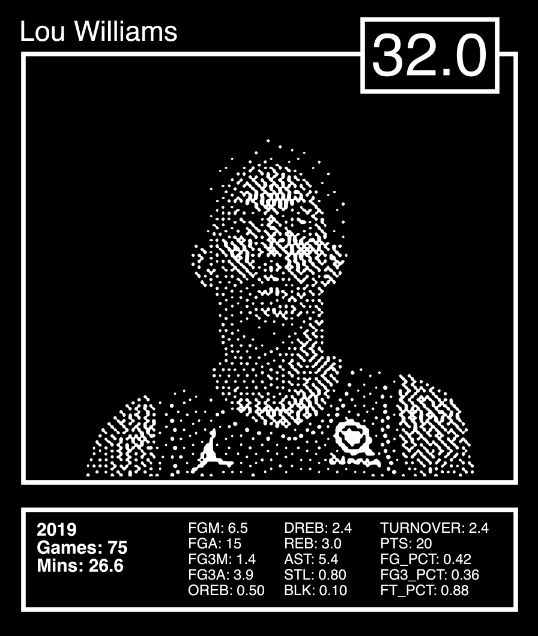 Lou Williams
32.0
2019
Games: 75
Mins: 26.6
FGM: 6.5
FGA: 15
FG3M: 1.4
FG3A: 3.9
OREB: 0.50
DREB: 2.4
REB: 3.0
AST: 5.4
STL: 0.80
BLK: 0.10
TURNOVER: 2.4
PTS: 20
FG_PCT: 0.42
FG3_PCT: 0.36
FT_PCT: 0.88